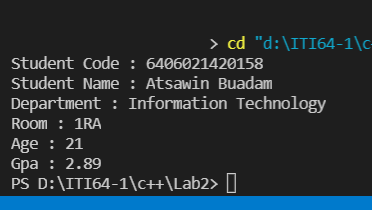 > cd "d:\ITI64-1\c+
Student Code : 6406021420158
Student Name : Atsawin Buadam
Department : Information Technology
Room : 1RA
Age : 21
Gpa : 2.89
PS D:\ITI64-1\c++\Lab2>